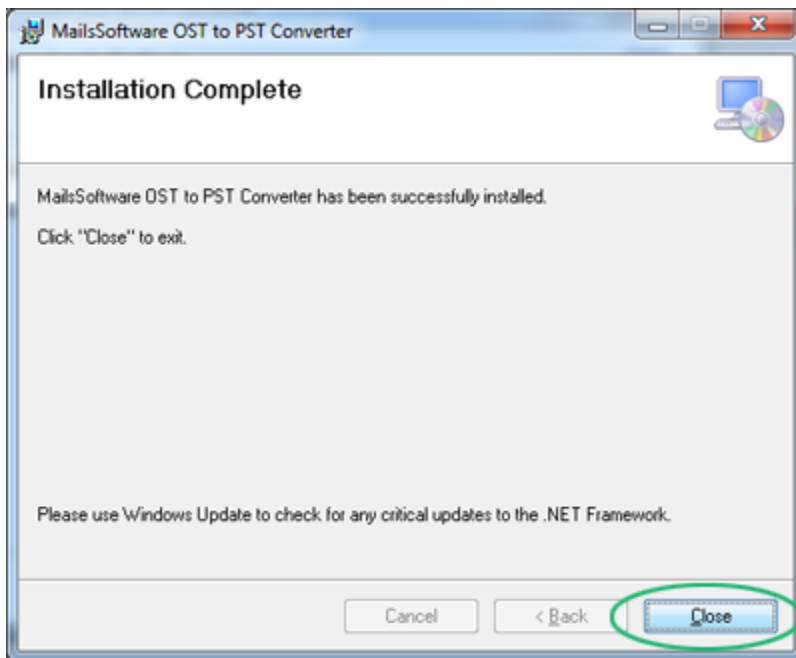 MailsSoftware OST to PST Converter
Installation Complete
MailsSoftware OST to PST Converter has been successfully installed.
Click "Close" to exit.
Please use Windows Update to check for any critical updates to the .NET Framework.
Cancel
< Back
Close